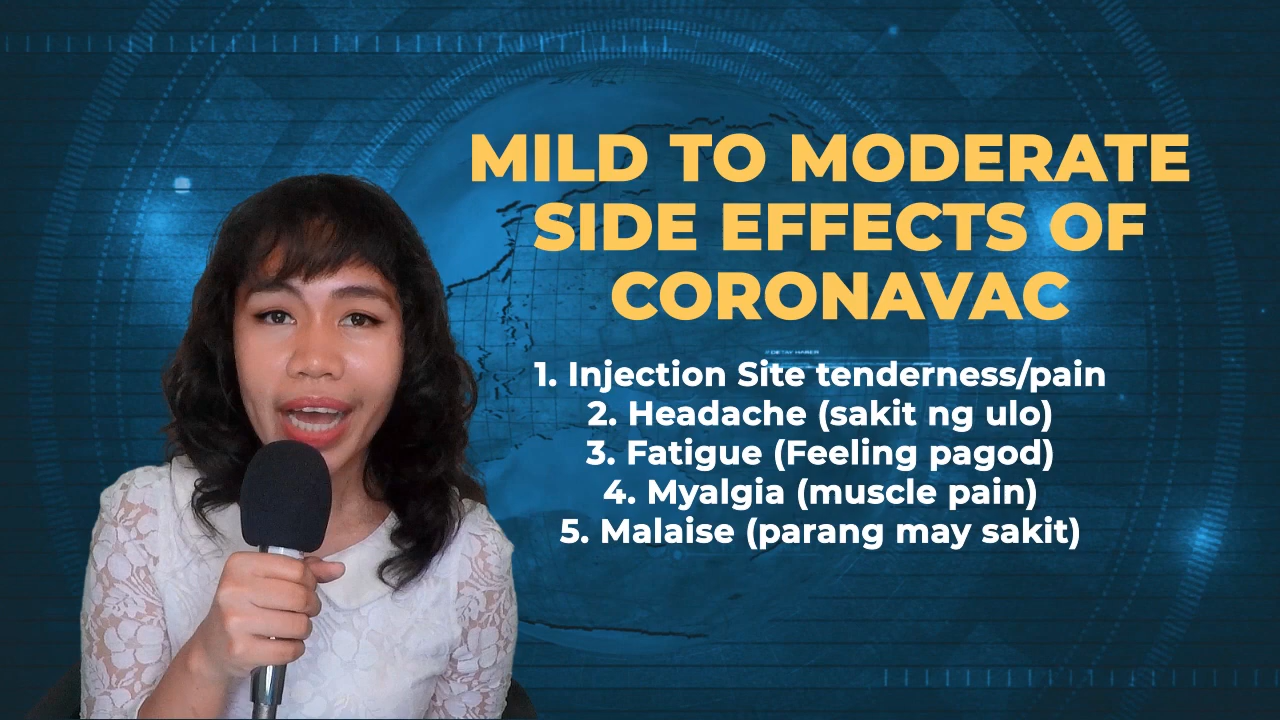 MILD TO MODERATE
SIDE EFFECTS OF
CORONAVAC
1. Injection Site tenderness/pain
2. Headache (sakit ng ulo)
3. Fatigue (Feeling pagod)
4. Myalgia (muscle pain)
5. Malaise (parang may sakit)